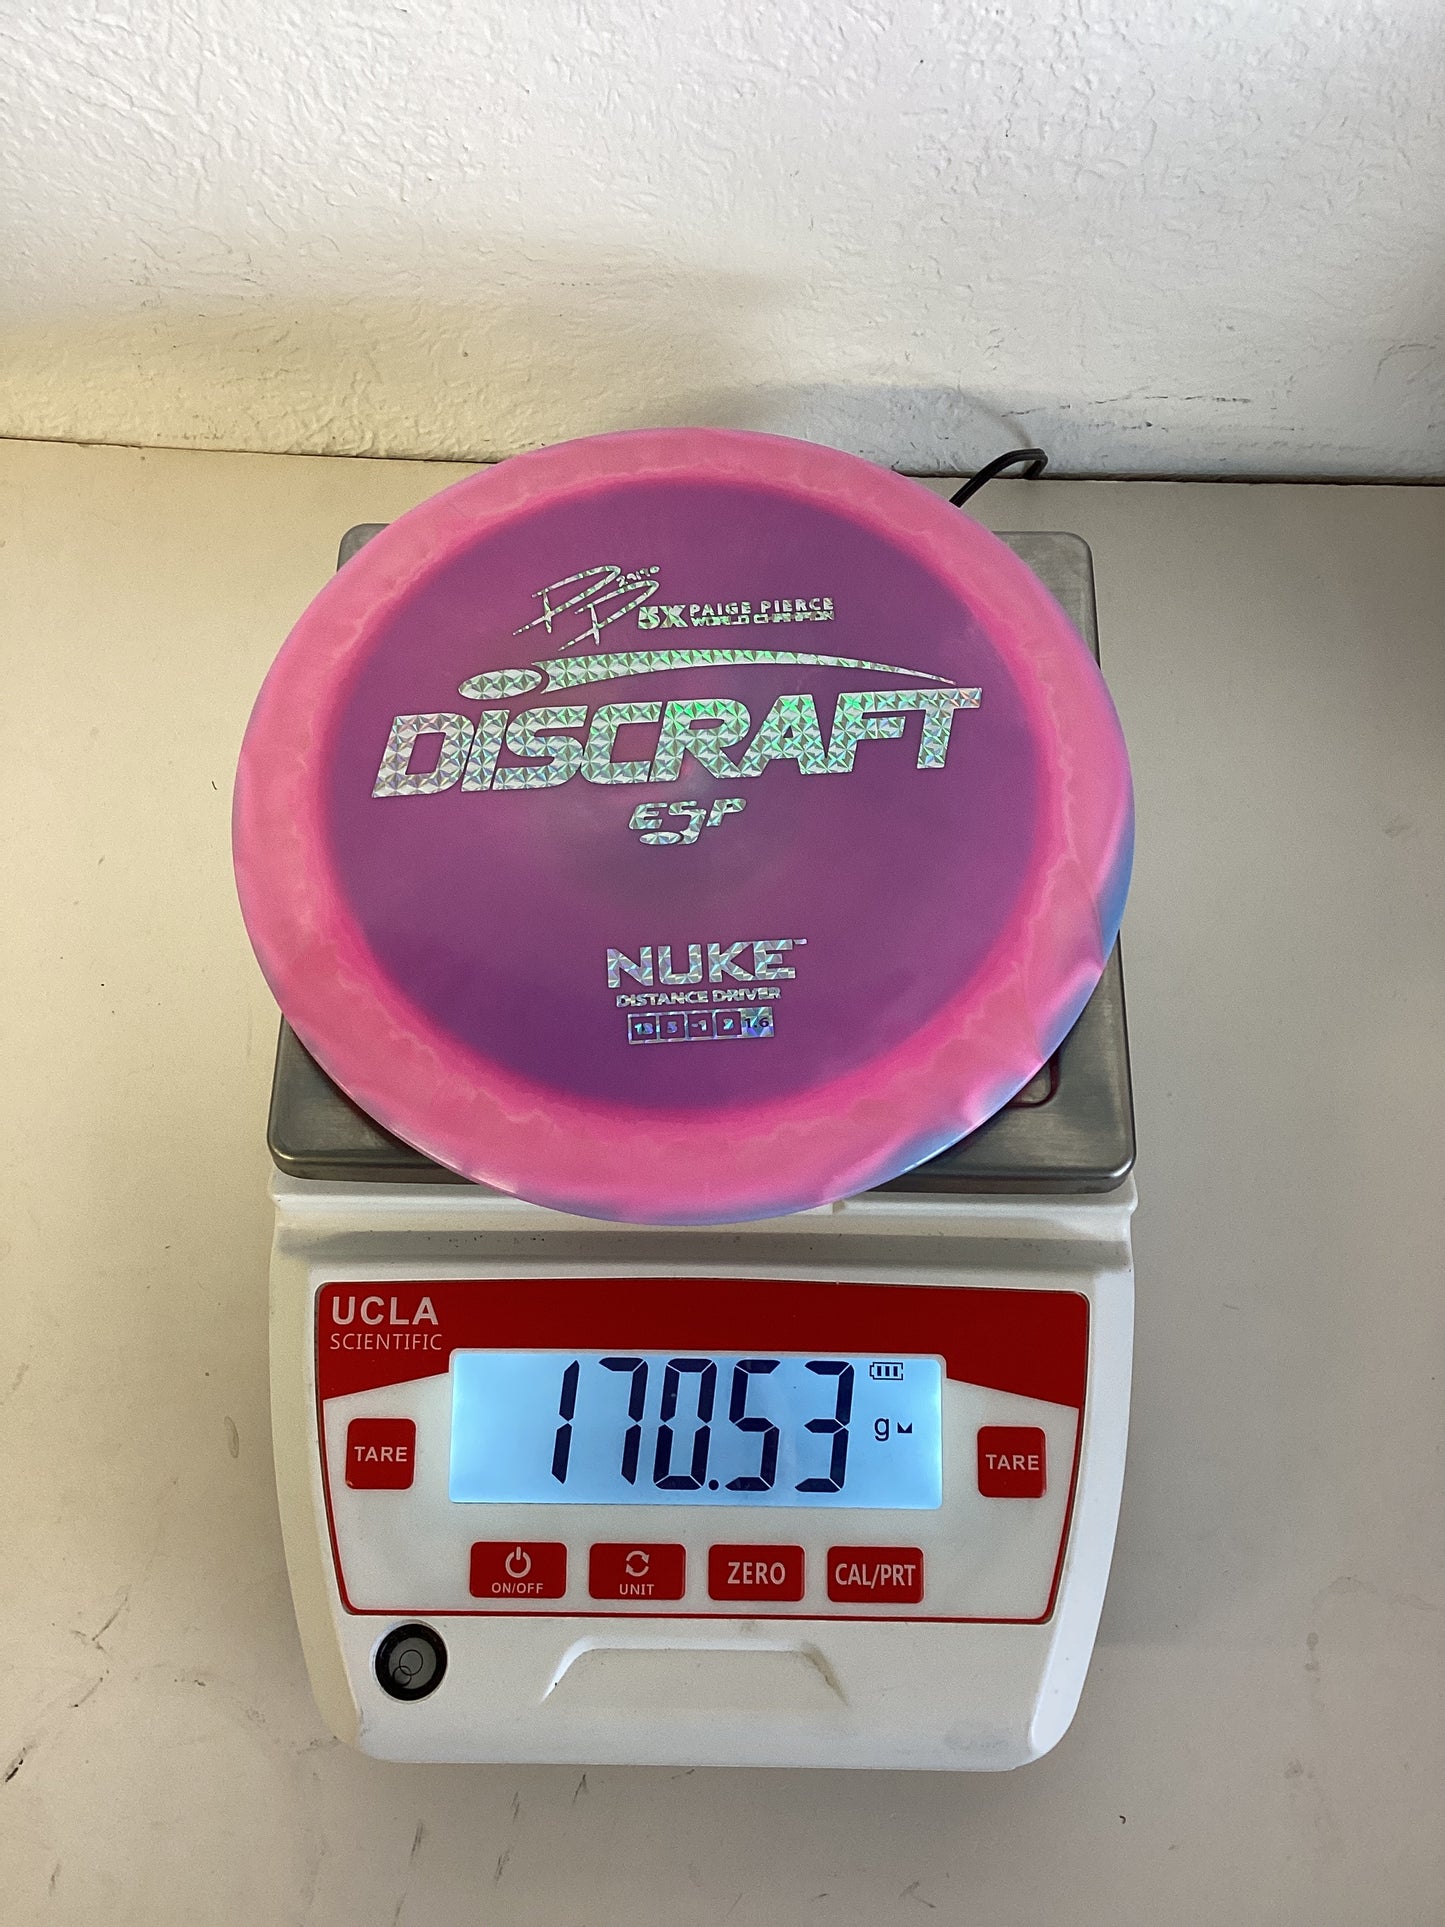 5X PAIGE PIERCE
WORLD CHAMPION
DISCRAFT
ESP
NUKE™
DISTANCE DRIVER
13 5 -1 3 1.6
UCLA
SCIENTIFIC
170.53 g
TARE
TARE
ON/OFF
UNIT
ZERO
CAL/PRT